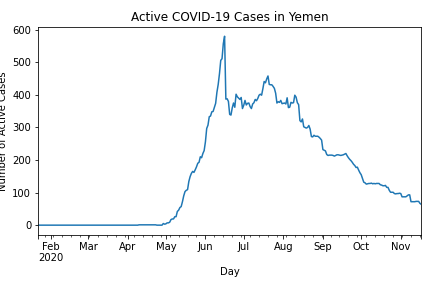 Active COVID-19 Cases in Yemen
600
500
400
300
200
100
0
Number of Active Cases
Feb Mar Apr May Jun Jul Aug Sep Oct Nov
2020
Day